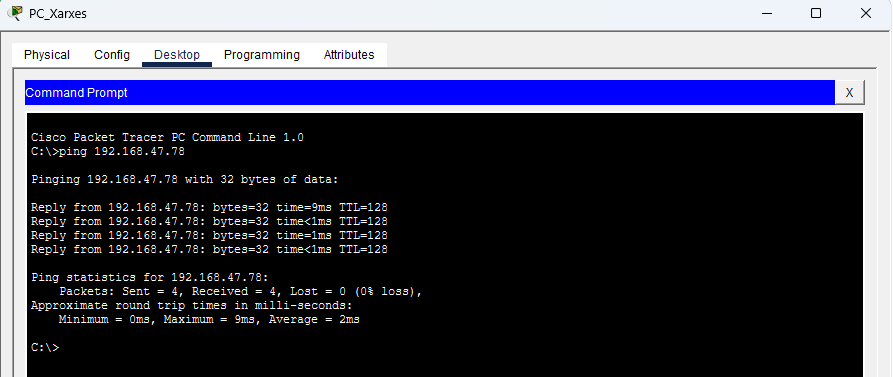 PC_Xarxes
Physical Config Desktop Programming Attributes
Command Prompt X
Cisco Packet Tracer PC Command Line 1.0
C:\>ping 192.168.47.78
Pinging 192.168.47.78 with 32 bytes of data:
Reply from 192.168.47.78: bytes=32 time=9ms TTL=128
Reply from 192.168.47.78: bytes=32 time<1ms TTL=128
Reply from 192.168.47.78: bytes=32 time=1ms TTL=128
Reply from 192.168.47.78: bytes=32 time<1ms TTL=128
Ping statistics for 192.168.47.78:
Packets: Sent = 4, Received = 4, Lost = 0 (0% loss),
Approximate round trip times in milli-seconds:
Minimum = 0ms, Maximum = 9ms, Average = 2ms
C:\>